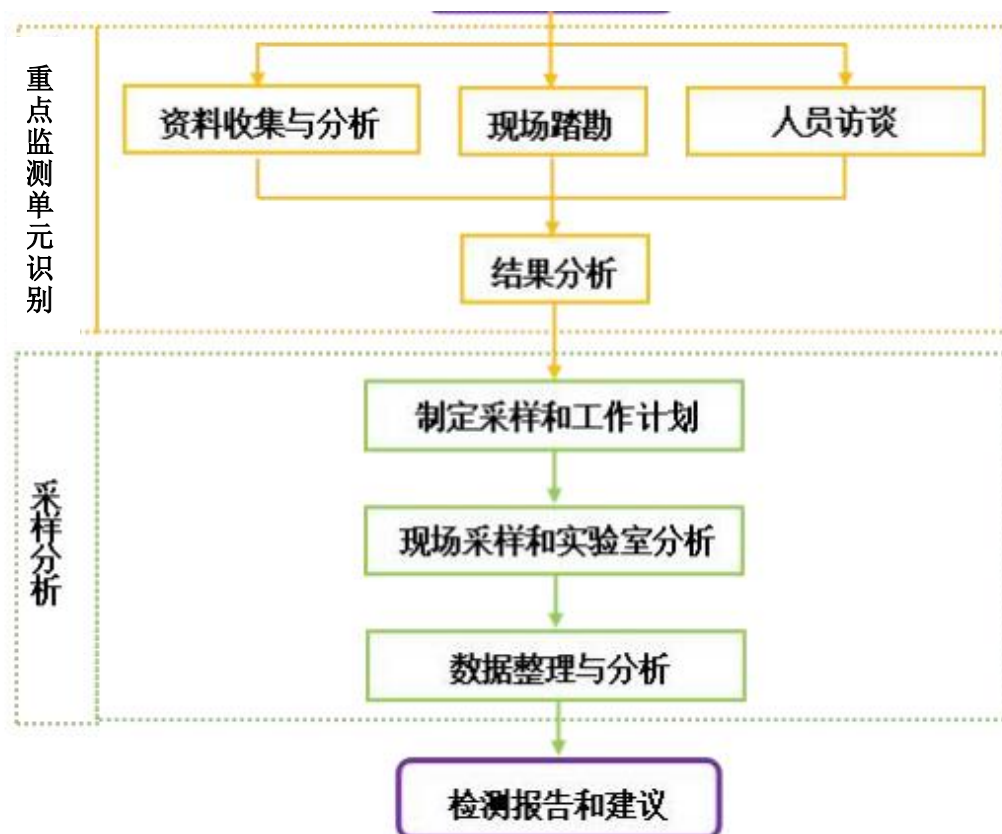 重点监测单元识别
资料收集与分析
现场踏勘
人员访谈
结果分析
采样分析
制定采样和工作计划
现场采样和实验室分析
数据整理与分析
检测报告和建议